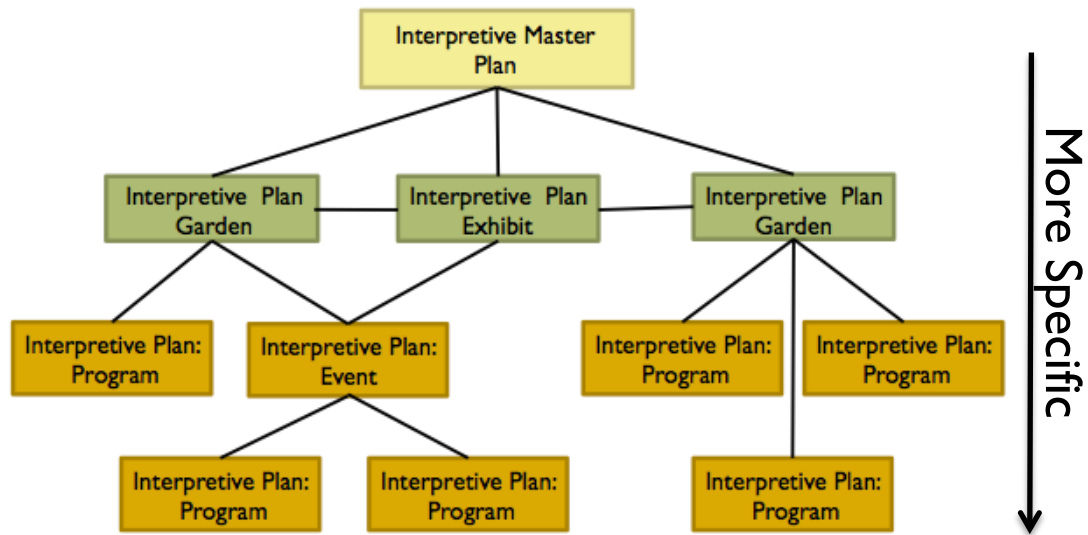 Interpretive Master
Plan
Interpretive Plan
Garden
Interpretive Plan
Exhibit
Interpretive Plan
Garden
Interpretive Plan:
Program
Interpretive Plan:
Event
Interpretive Plan:
Program
Interpretive Plan:
Program
Interpretive Plan:
Program
Interpretive Plan:
Program
Interpretive Plan:
Program
More Specific